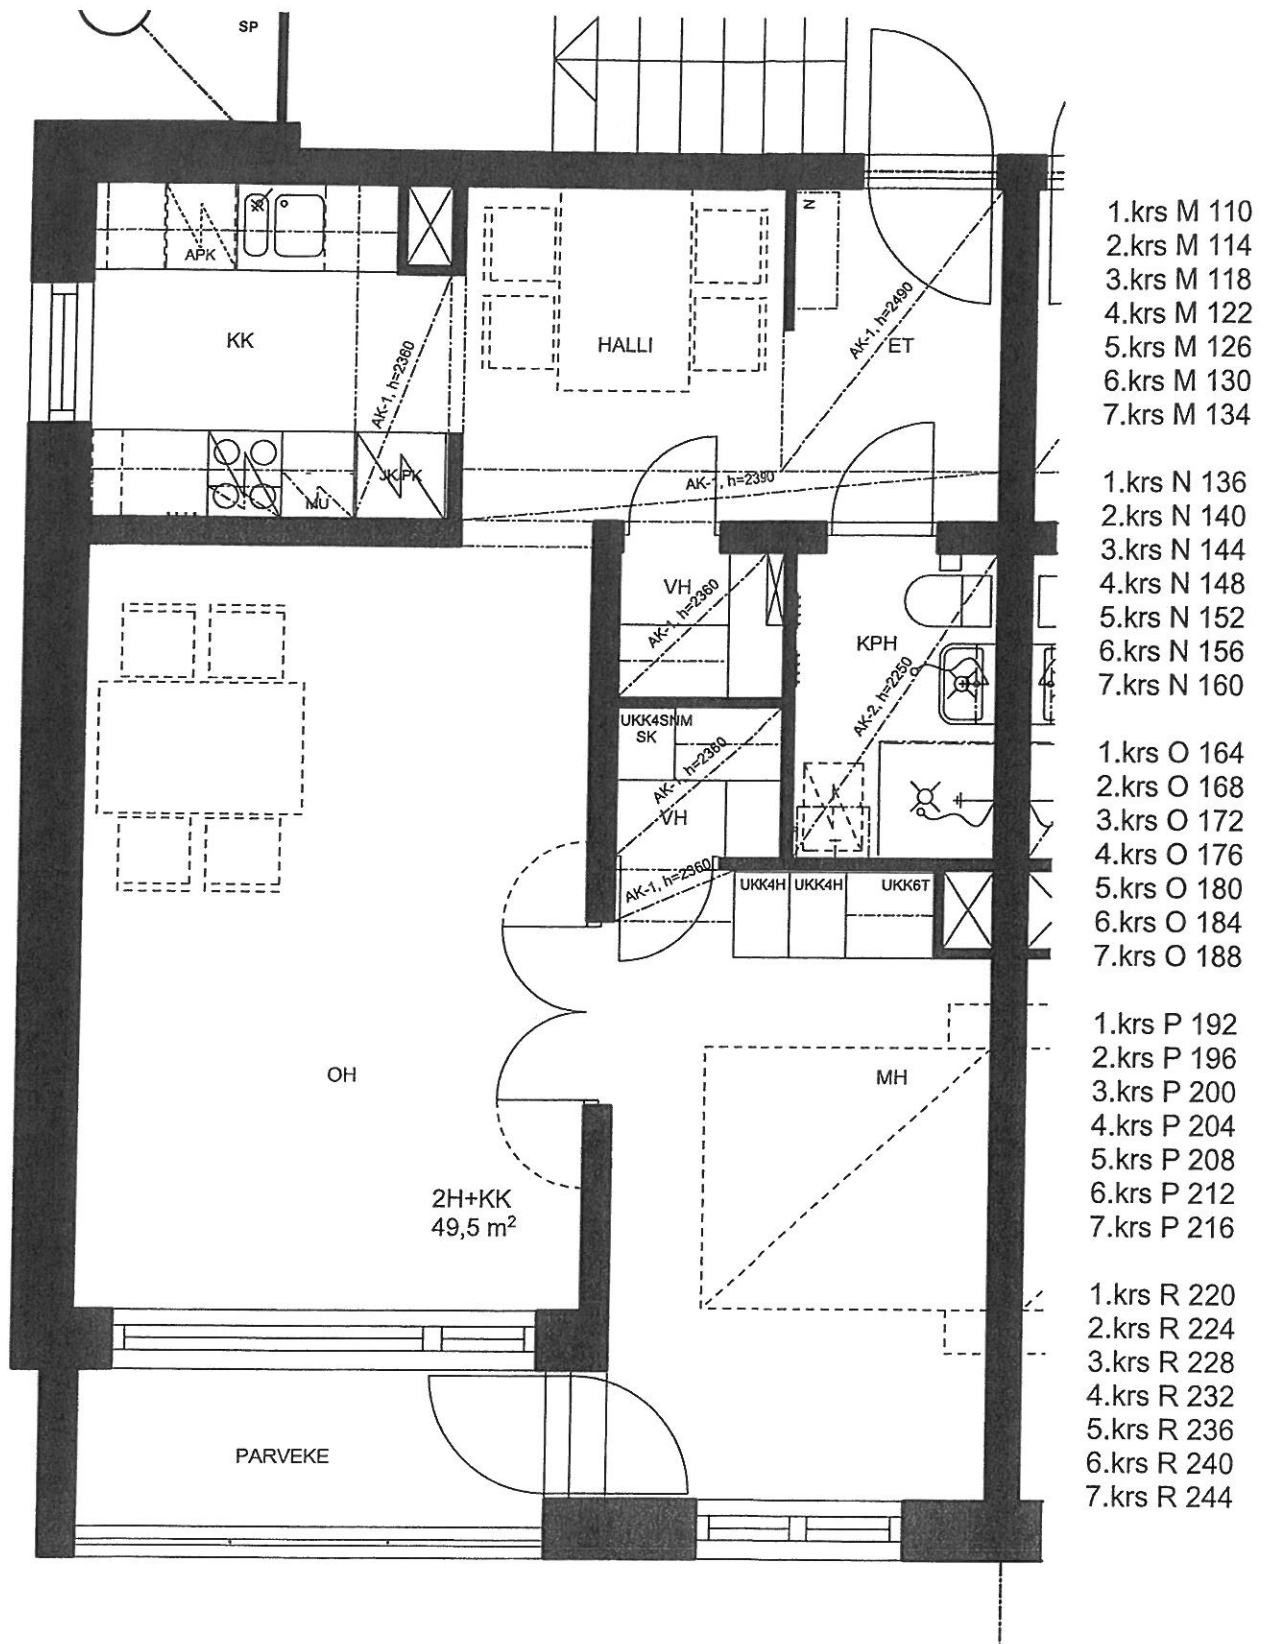 SP
APK
KK
AK-1, h=2360
HALLI
N
AK-1, h=2490
ET
JK/PK
MU
AK-1, h=2390
VH
AK-1, h=2360
KPH
AK-2, h=2250
UKK4SNM
SK
AK-1, h=2360
VH
AK-1, h=2360
UKK4H UKK4H UKK6T
OH
MH
2H+KK
49,5 m²
PARVEKE
1.krs M 110
2.krs M 114
3.krs M 118
4.krs M 122
5.krs M 126
6.krs M 130
7.krs M 134
1.krs N 136
2.krs N 140
3.krs N 144
4.krs N 148
5.krs N 152
6.krs N 156
7.krs N 160
1.krs O 164
2.krs O 168
3.krs O 172
4.krs O 176
5.krs O 180
6.krs O 184
7.krs O 188
1.krs P 192
2.krs P 196
3.krs P 200
4.krs P 204
5.krs P 208
6.krs P 212
7.krs P 216
1.krs R 220
2.krs R 224
3.krs R 228
4.krs R 232
5.krs R 236
6.krs R 240
7.krs R 244